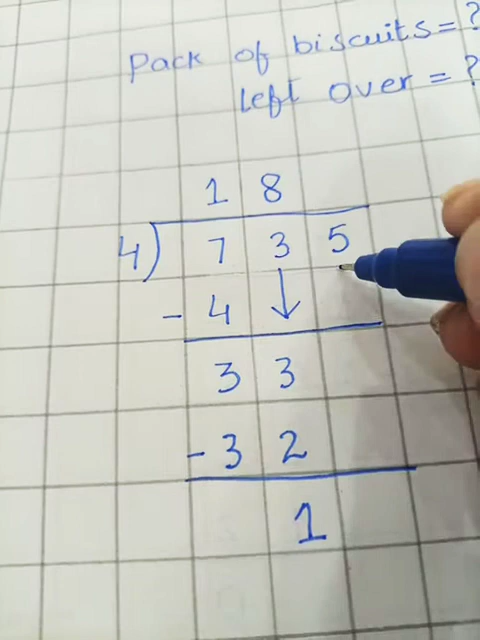 Pack of biscuits = ?
left over = ?
1 8
4) 7 3 5
- 4 ↓
3 3
- 3 2
1